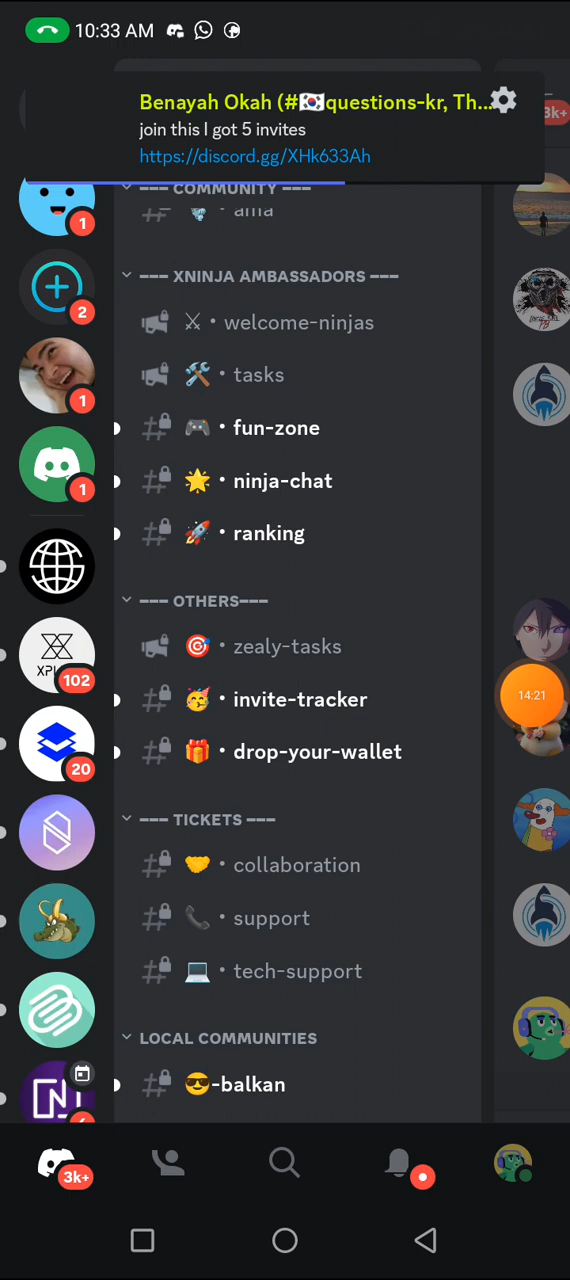 10:33 AM
Benayah Okah (#🇰🇷questions-kr, Th...
join this I got 5 invites
https://discord.gg/XHk633Ah
3k+
--- COMMUNITY ---
ama
1
--- XNINJA AMBASSADORS ---
2
⚔ • welcome-ninjas
🛠️ • tasks
1
🎮 • fun-zone
🌟 • ninja-chat
1
🚀 • ranking
--- OTHERS---
🎯 • zealy-tasks
XPL
102
🥳 • invite-tracker
14:21
🎁 • drop-your-wallet
20
--- TICKETS ---
🤝 • collaboration
📞 • support
💻 • tech-support
LOCAL COMMUNITIES
😎-balkan
3k+